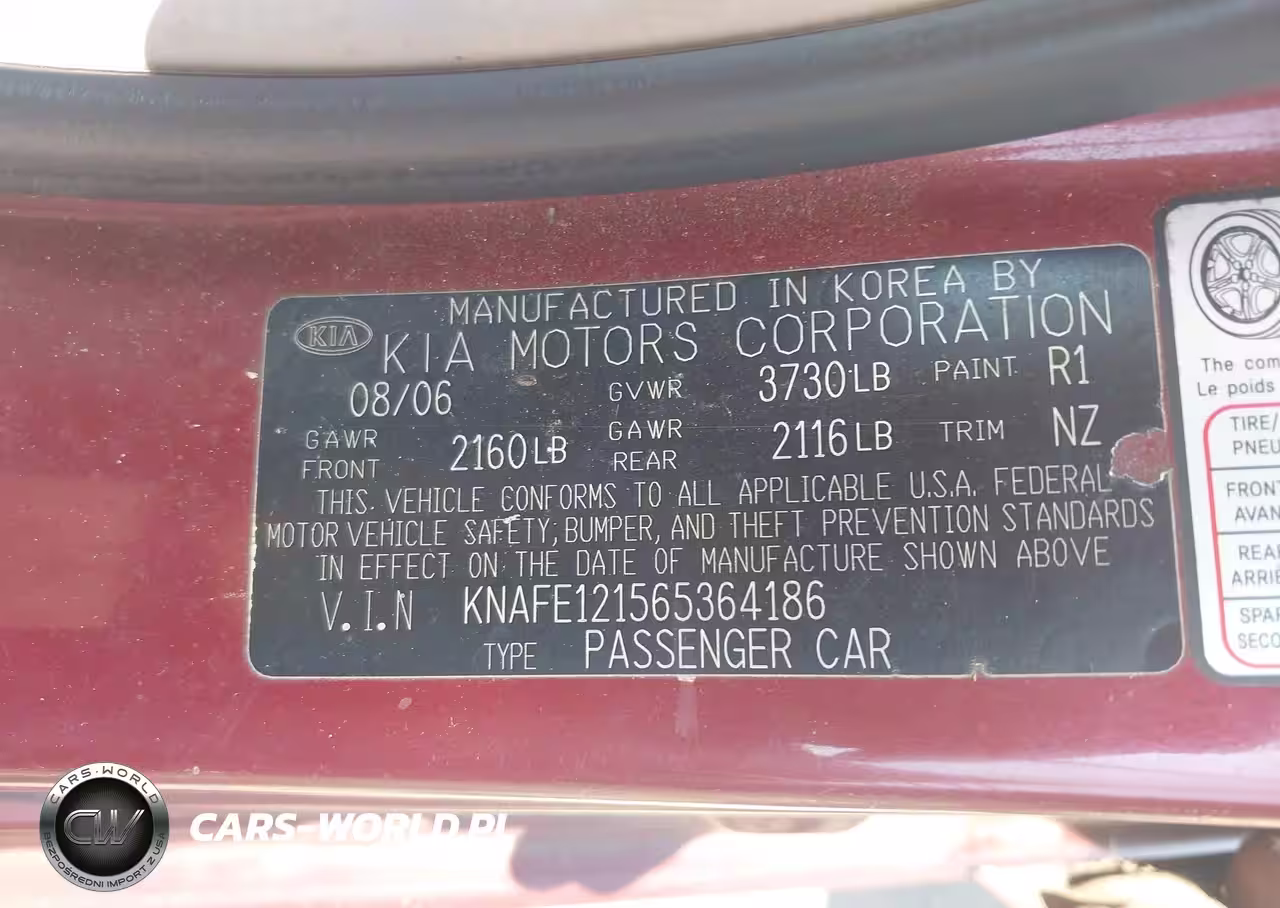 MANUFACTURED IN KOREA BY
KIA KIA MOTORS CORPORATION
08/06 GVWR 3730LB PAINT R1
GAWR FRONT 2160LB GAWR REAR 2116LB TRIM NZ
THIS VEHICLE CONFORMS TO ALL APPLICABLE U.S.A. FEDERAL
MOTOR VEHICLE SAFETY, BUMPER, AND THEFT PREVENTION STANDARDS
IN EFFECT ON THE DATE OF MANUFACTURE SHOWN ABOVE
V.I.N KNAFE121565364186
TYPE PASSENGER CAR
The com
Le poids
TIRE/
PNEU
FRONT
AVAN
REAR
ARRIÈ
SPAR
SECO
CARS-WORLD
CW
BEZPOŚREDNI IMPORT Z USA
CARS-WORLD.PL